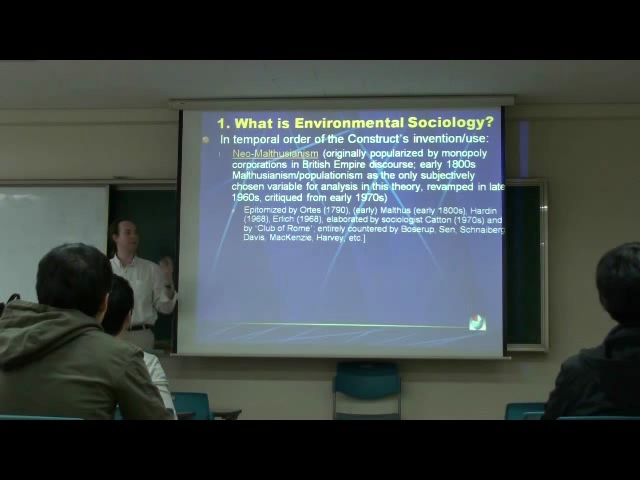 1. What is Environmental Sociology?
In temporal order of the Construct's invention/use:
Neo-Malthusianism (originally popularized by monopoly
corporations in British Empire discourse; early 1800s
Malthusianism/populationism as the only subjectively
chosen variable for analysis in this theory, revamped in late
1960s, critiqued from early 1970s)
Epitomized by Ortes (1790), (early) Malthus (early 1800s), Hardin
(1968), Erlich (1968), elaborated by sociologist Catton (1970s) and
by 'Club of Rome'; entirely countered by Boserup, Sen, Schnaiberg
Davis, MacKenzie, Harvey, etc.]